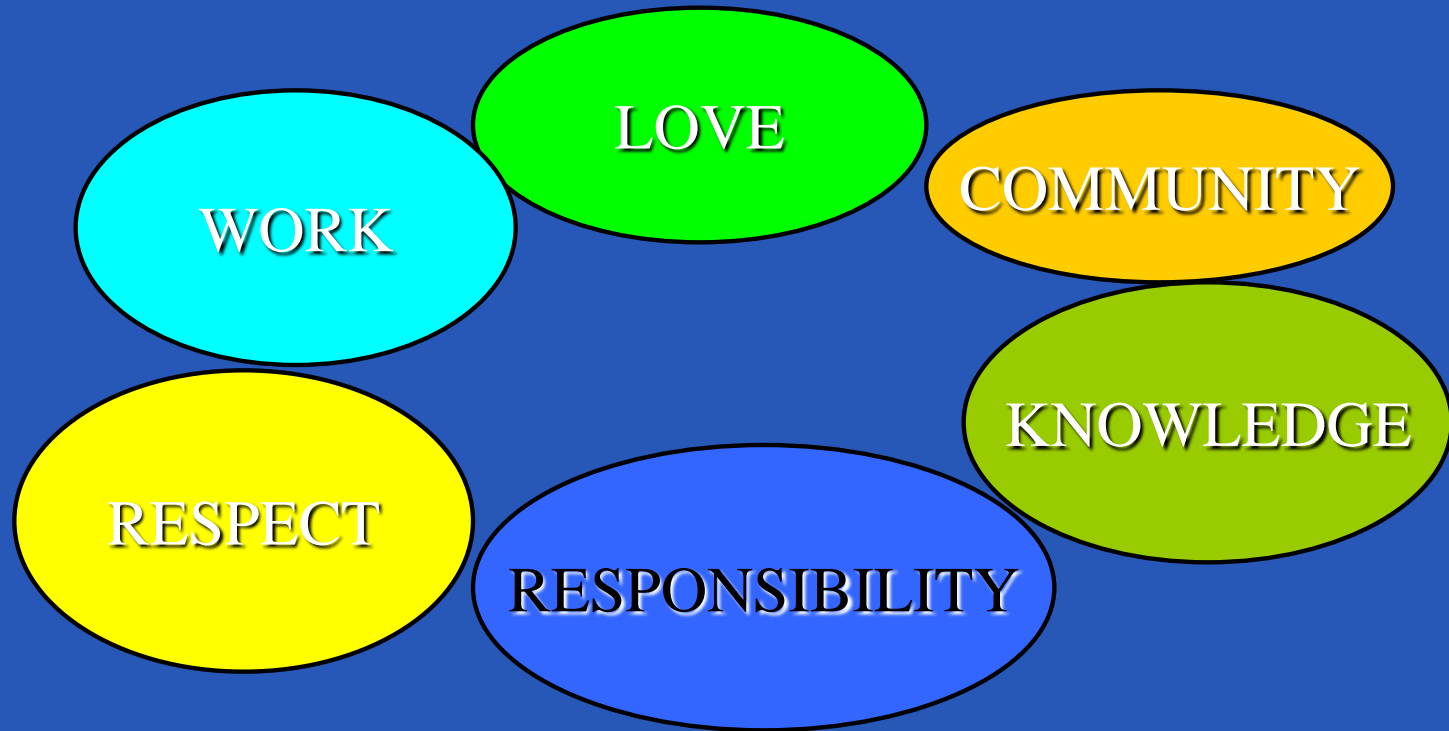 LOVE
COMMUNITY
WORK
KNOWLEDGE
RESPECT
RESPONSIBILITY